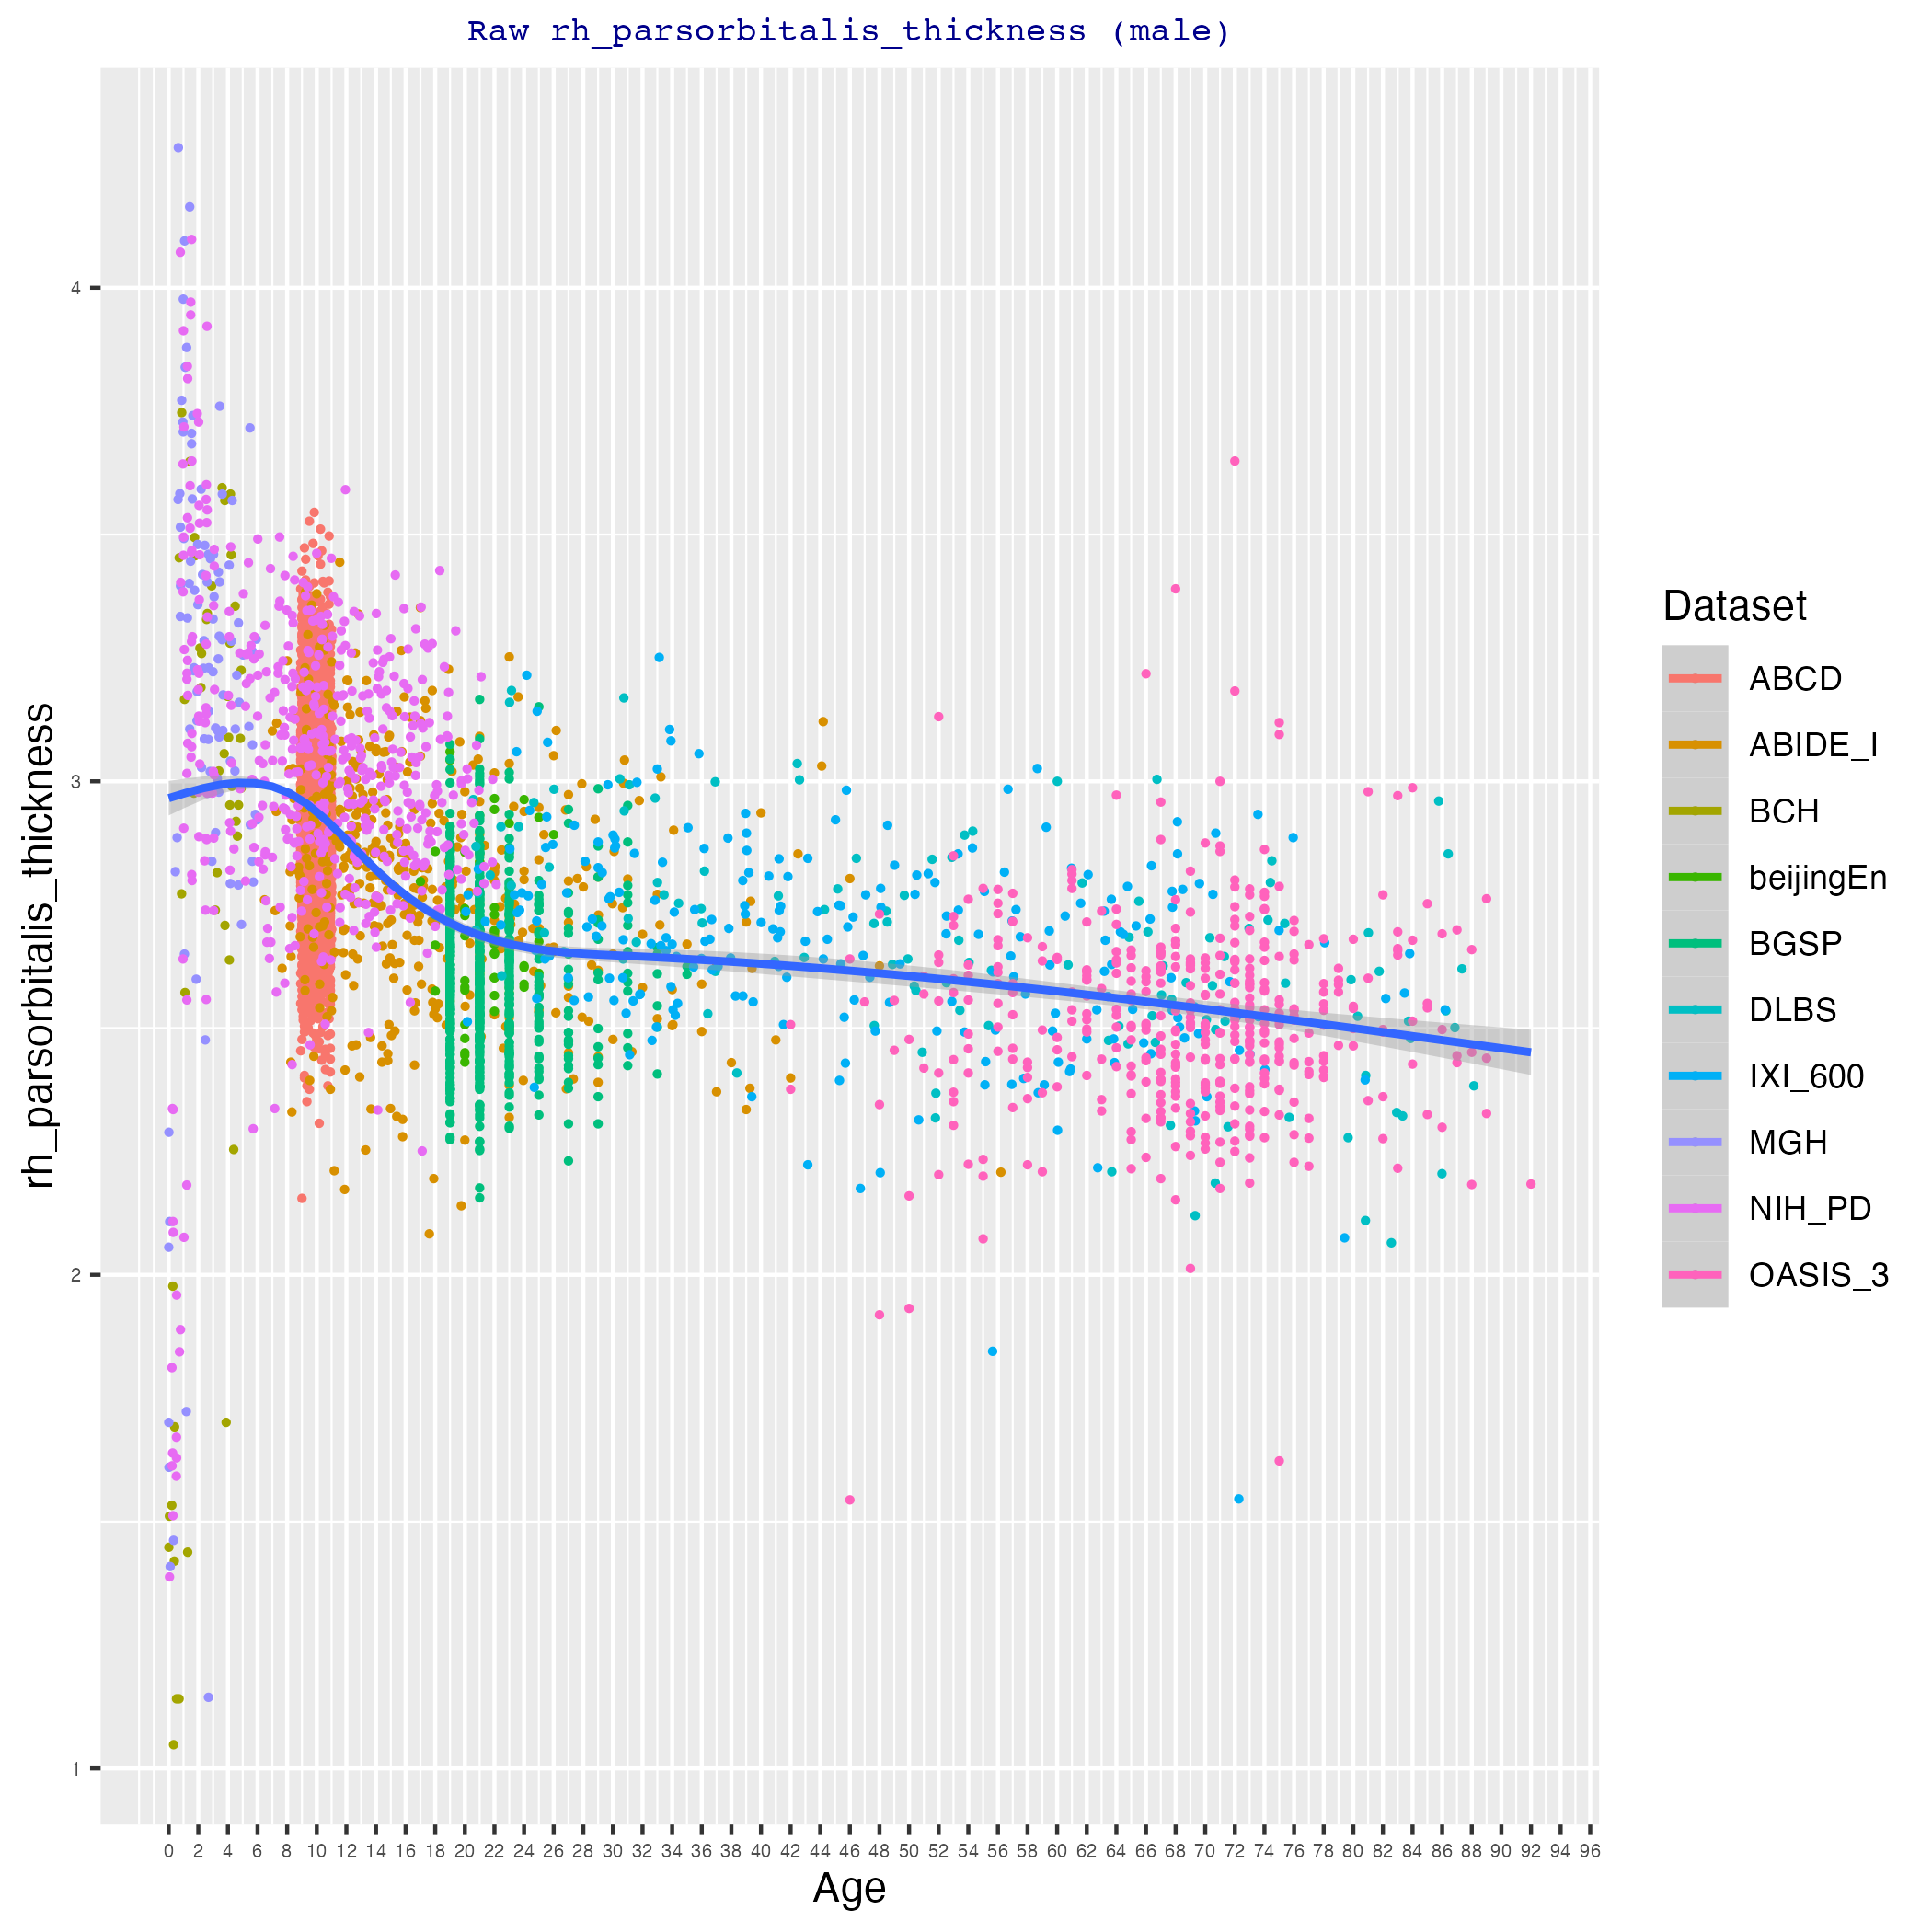 Raw rh_parsorbitalis_thickness (male)
rh_parsorbitalis_thickness
4
3
2
1
0 2 4 6 8 10 12 14 16 18 20 22 24 26 28 30 32 34 36 38 40 42 44 46 48 50 52 54 56 58 60 62 64 66 68 70 72 74 76 78 80 82 84 86 88 90 92 94 96
Age
Dataset
ABCD
ABIDE_I
BCH
beijingEn
BGSP
DLBS
IXI_600
MGH
NIH_PD
OASIS_3